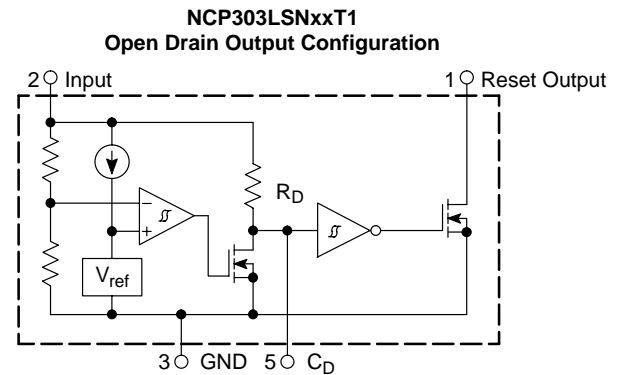 NCP303LSNxxT1
Open Drain Output Configuration
2 Input
1 Reset Output
RD
Vref
3 GND 5 CD